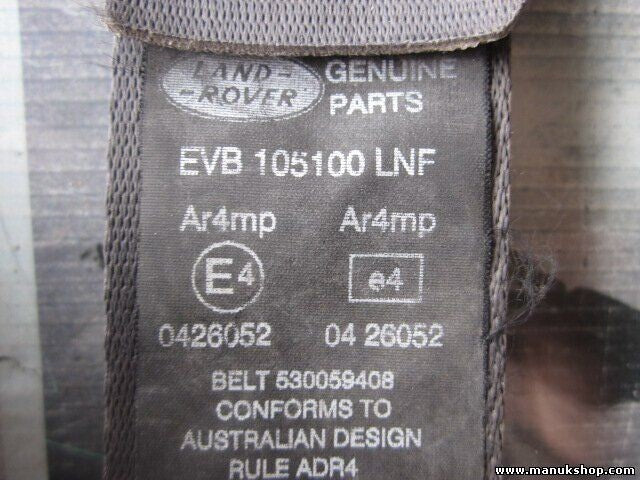 LAND-
-ROVER
GENUINE
PARTS
EVB 105100 LNF
Ar4mp Ar4mp
E4 e4
0426052 04 26052
BELT 530059408
CONFORMS TO
AUSTRALIAN DESIGN
RULE ADR4
www.manukshop.com